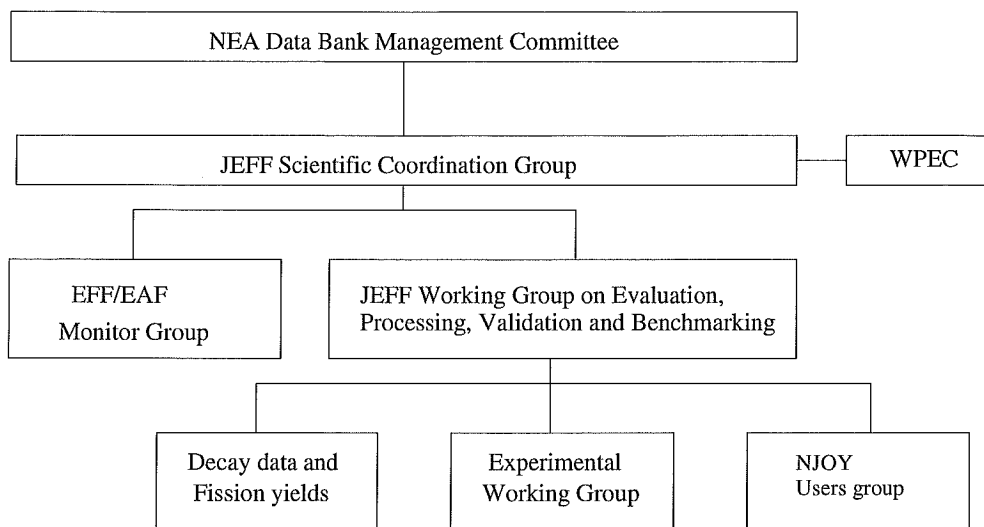 NEA Data Bank Management Committee
JEFF Scientific Coordination Group
WPEC
EFF/EAF
Monitor Group
JEFF Working Group on Evaluation,
Processing, Validation and Benchmarking
Decay data and
Fission yields
Experimental
Working Group
NJOY
Users group